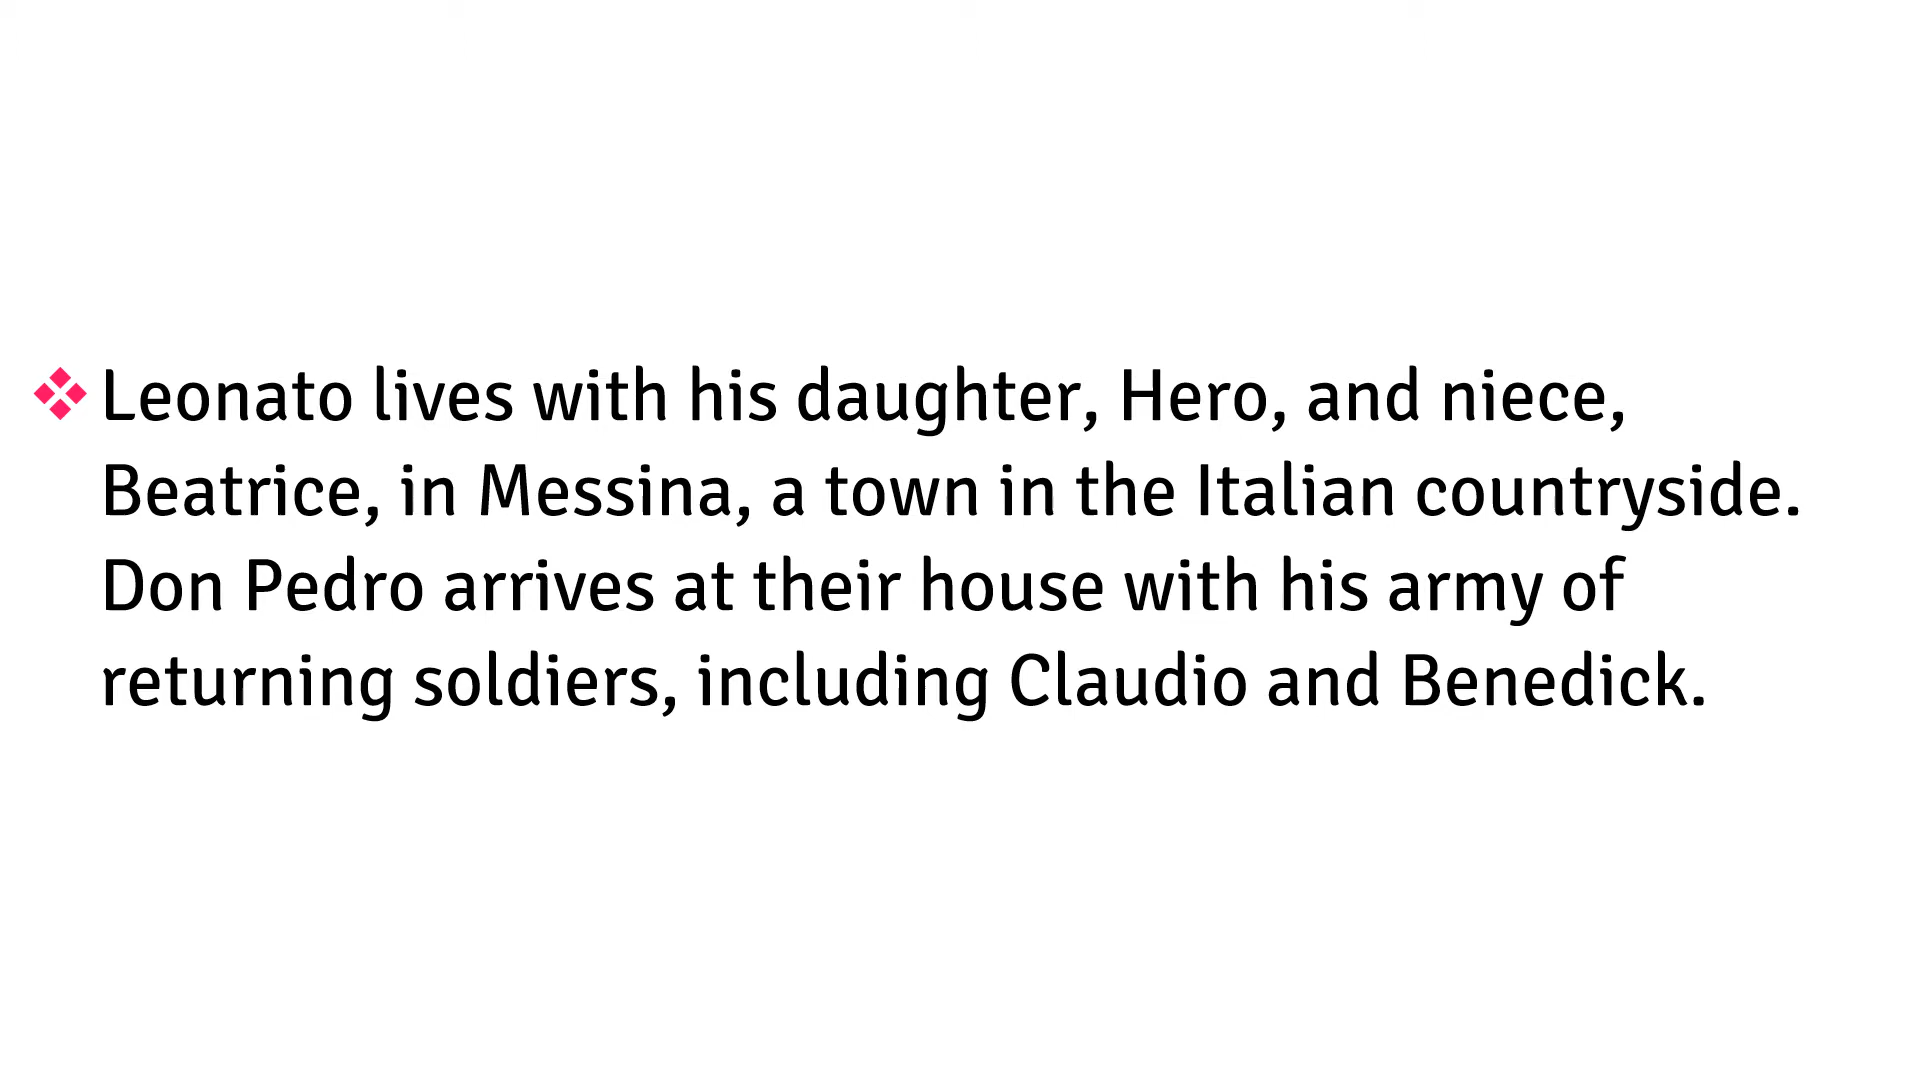 ❖ Leonato lives with his daughter, Hero, and niece,
Beatrice, in Messina, a town in the Italian countryside.
Don Pedro arrives at their house with his army of
returning soldiers, including Claudio and Benedick.